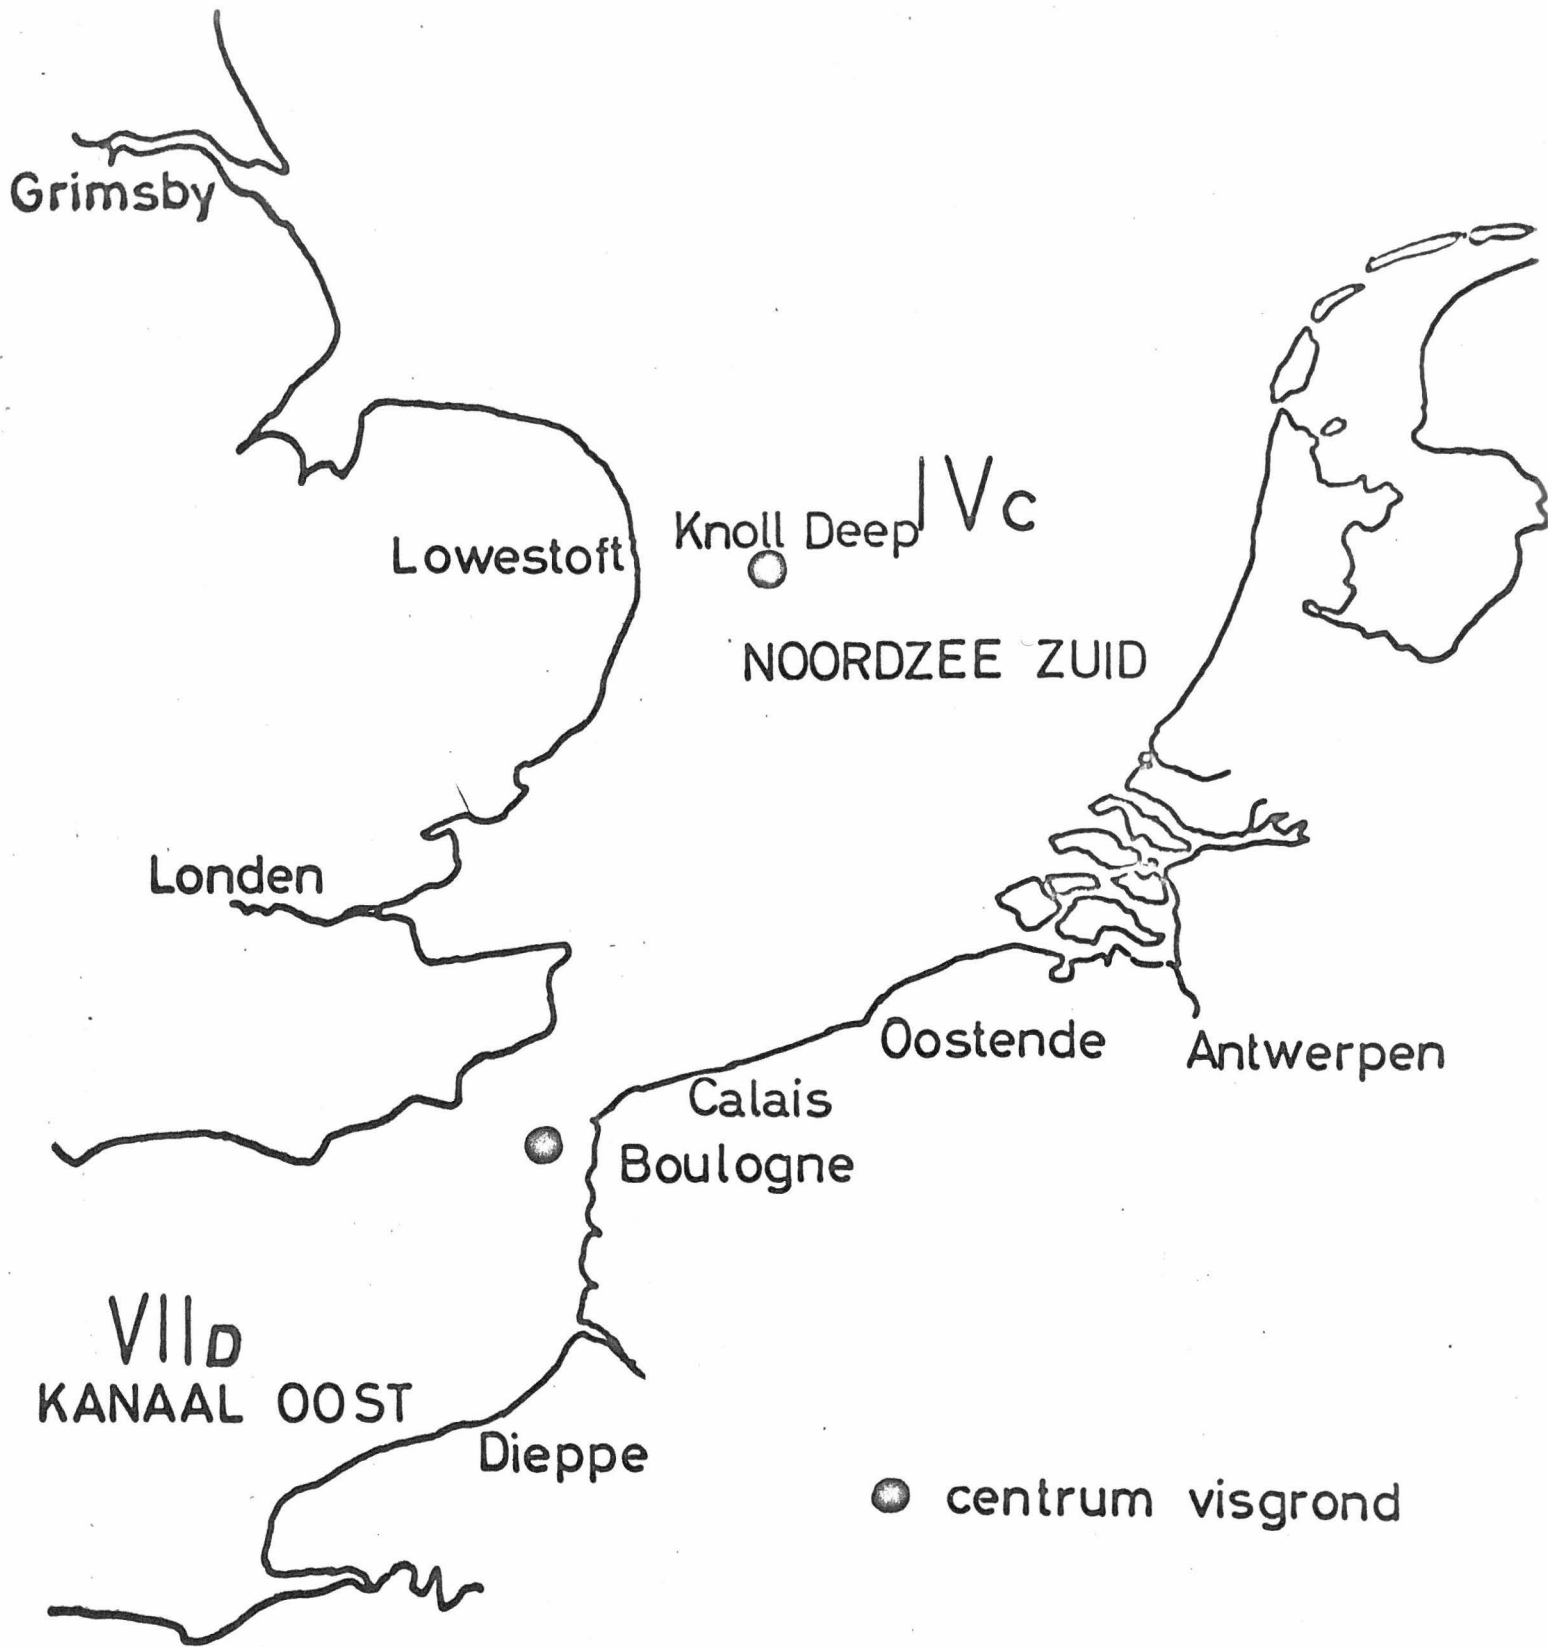 Grimsby
IVc
Knoll Deep
Lowestoft
NOORDZEE ZUID
Londen
Oostende
Antwerpen
Calais
Boulogne
VIID
KANAAL OOST
Dieppe
centrum visgrond